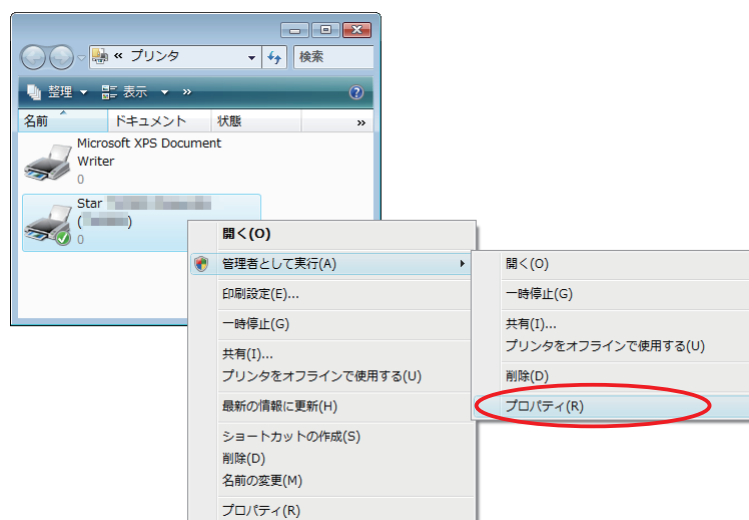 « プリンタ
検索
整理 表示 »
名前 ドキュメント 状態 »
Microsoft XPS Document
Writer
0
Star
( )
0
開く(O)
管理者として実行(A)
印刷設定(E)...
一時停止(G)
共有(I)...
プリンタをオフラインで使用する(U)
最新の情報に更新(H)
ショートカットの作成(S)
削除(D)
名前の変更(M)
プロパティ(R)
開く(O)
一時停止(G)
共有(I)...
プリンタをオフラインで使用する(U)
削除(D)
プロパティ(R)